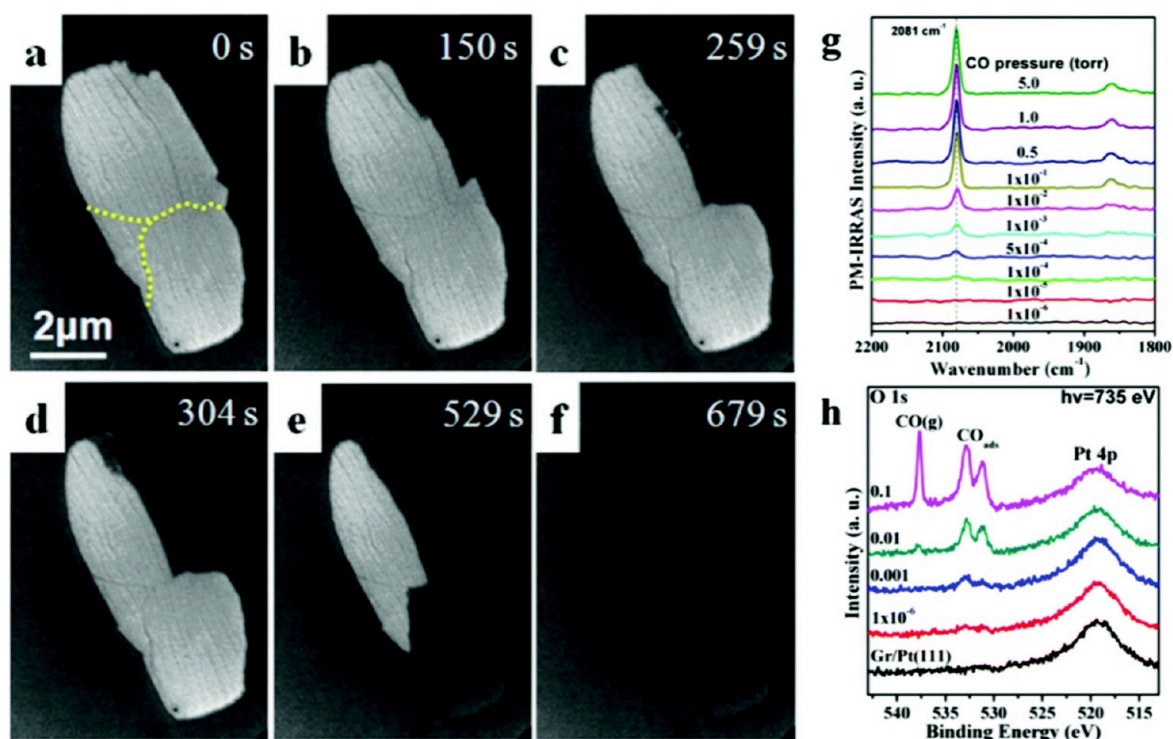 a
0 s
2μm
b
150 s
c
259 s
d
304 s
e
529 s
f
679 s
g
2081 cm⁻¹
CO pressure (torr)
5.0
1.0
0.5
1x10⁻¹
1x10⁻²
1x10⁻³
5x10⁻⁴
1x10⁻⁴
1x10⁻⁵
1x10⁻⁶
PM-IRRAS Intensity (a. u.)
2200 2100 2000 1900 1800
Wavenumber (cm⁻¹)
h
O 1s
hv=735 eV
CO(g)
CO ads
Pt 4p
0.1
0.01
0.001
1x10⁻⁶
Gr/Pt(111)
Intensity (a. u.)
540 535 530 525 520 515
Binding Energy (eV)